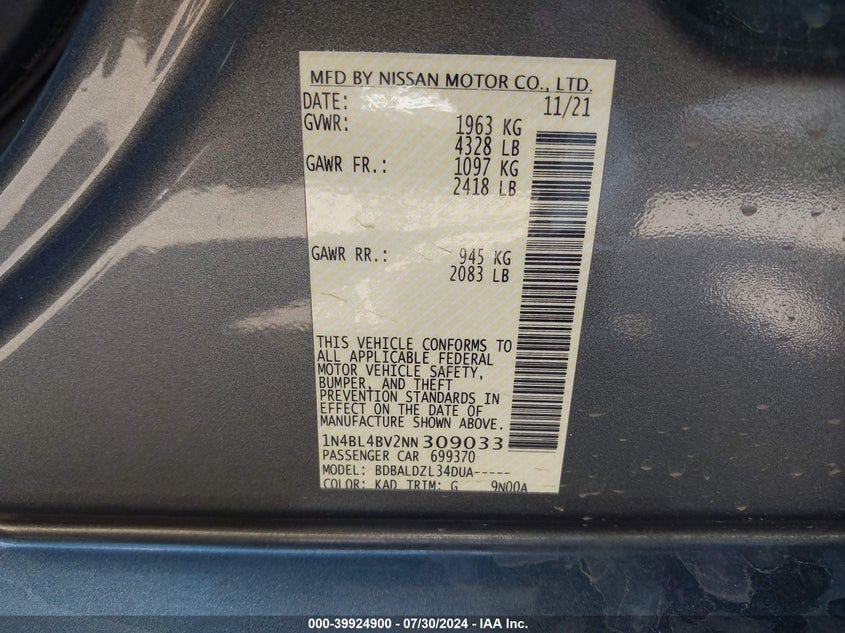 MFD BY NISSAN MOTOR CO., LTD.
DATE: 11/21
GVWR: 1963 KG
4328 LB
GAWR FR.: 1097 KG
2418 LB
GAWR RR.: 945 KG
2083 LB
THIS VEHICLE CONFORMS TO
ALL APPLICABLE FEDERAL
MOTOR VEHICLE SAFETY,
BUMPER, AND THEFT
PREVENTION STANDARDS IN
EFFECT ON THE DATE OF
MANUFACTURE SHOWN ABOVE.
1N4BL4BV2NN309033
PASSENGER CAR 699370
MODEL: BDBALDZL34DUA-----
COLOR: KAD TRIM: G 9N00A
000-39924900 - 07/30/2024 - IAA Inc.